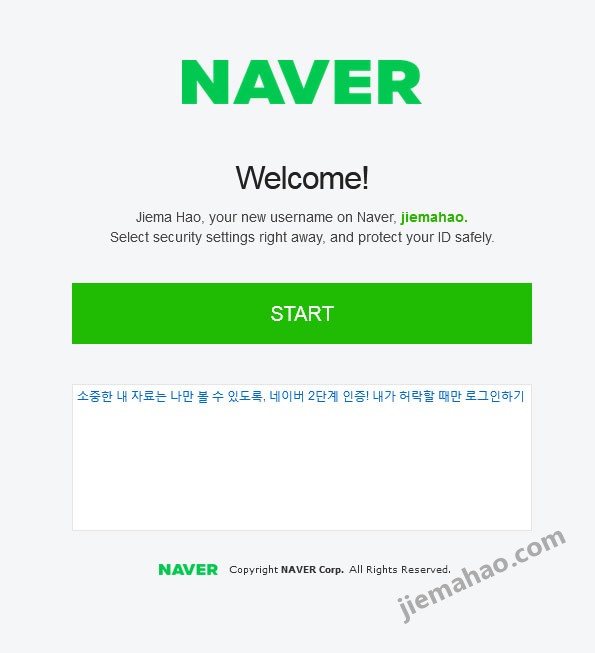 NAVER
Welcome!
Jiema Hao, your new username on Naver, jiemahao.
Select security settings right away, and protect your ID safely.
START
소중한 내 자료는 나만 볼 수 있도록, 네이버 2단계 인증! 내가 허락할 때만 로그인하기
NAVER Copyright NAVER Corp. All Rights Reserved.
jiemahao.com